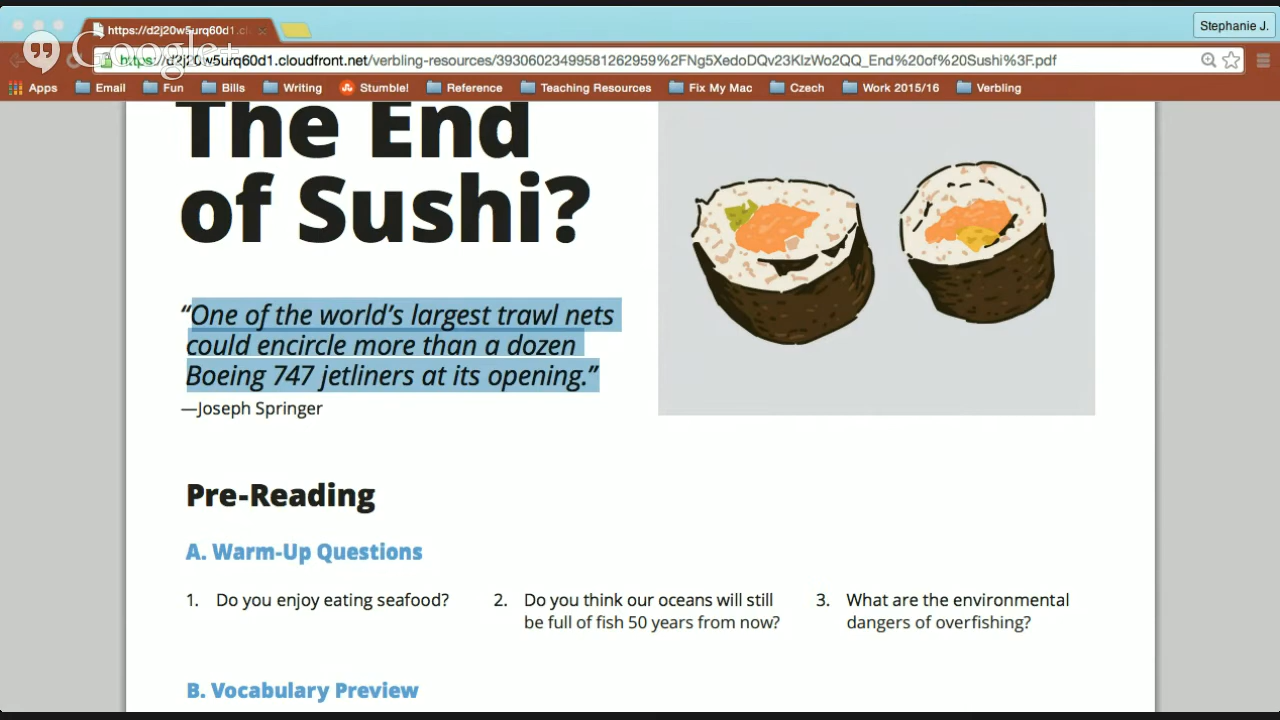 https://d2j20w5urq60d1.cl
Stephanie J.
Google+
https://d2j20w5urq60d1.cloudfront.net/verbling-resources/39306023499581262959%2FNg5XedoDQv23KlzWo2QQ_End%20of%20Sushi%3F.pdf
Apps Email Fun Bills Writing Stumble! Reference Teaching Resources Fix My Mac Czech Work 2015/16 Verbling
The End
of Sushi?
“One of the world’s largest trawl nets
could encircle more than a dozen
Boeing 747 jetliners at its opening.”
—Joseph Springer
Pre-Reading
A. Warm-Up Questions
1. Do you enjoy eating seafood?
2. Do you think our oceans will still
be full of fish 50 years from now?
3. What are the environmental
dangers of overfishing?
B. Vocabulary Preview